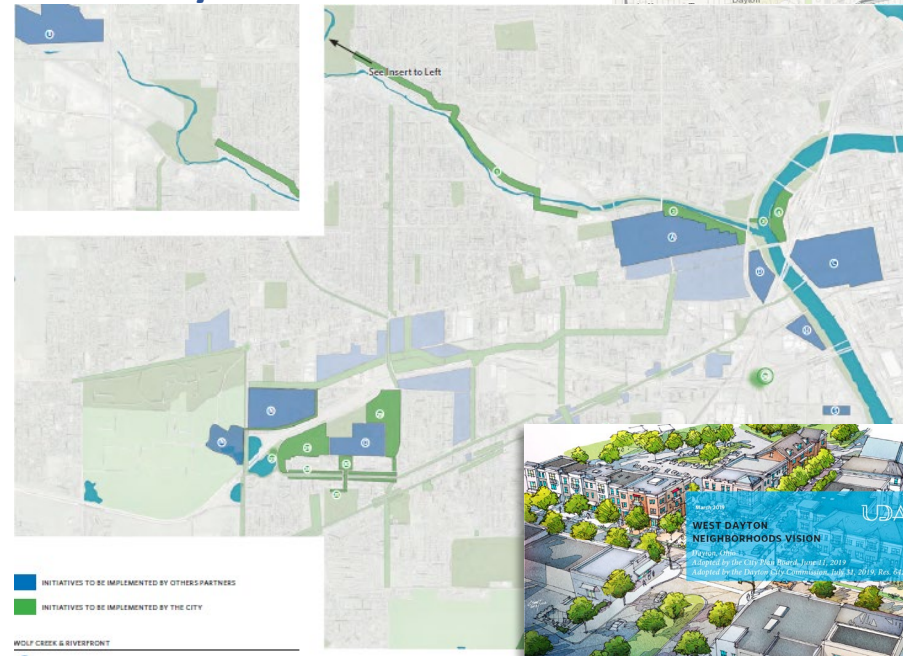 Dayton
See Insert to Left
INITIATIVES TO BE IMPLEMENTED BY OTHERS PARTNERS
INITIATIVES TO BE IMPLEMENTED BY THE CITY
WOLF CREEK & RIVERFRONT
March 2019
UDA
WEST DAYTON
NEIGHBORHOODS VISION
Dayton, Ohio
Adopted by the City Plan Board, June 11, 2019
Adopted by the Dayton City Commission, July 31, 2019, Res.